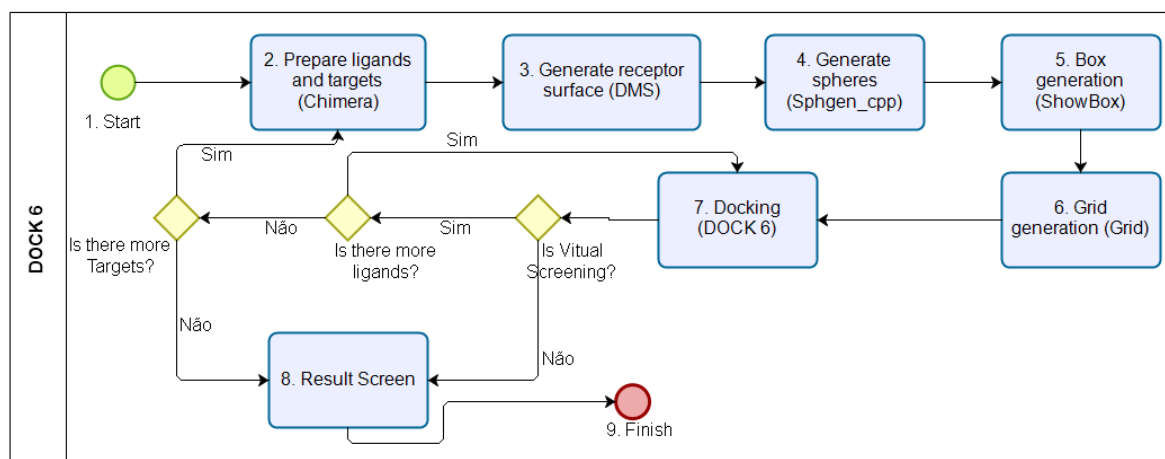 DOCK 6
1. Start
2. Prepare ligands
and targets
(Chimera)
3. Generate receptor
surface (DMS)
4. Generate
spheres
(Sphgen_cpp)
5. Box
generation
(ShowBox)
6. Grid
generation (Grid)
7. Docking
(DOCK 6)
Is Vitual
Screening?
Sim
Não
Is there more
ligands?
Sim
Não
Is there more
Targets?
Sim
Não
8. Result Screen
9. Finish